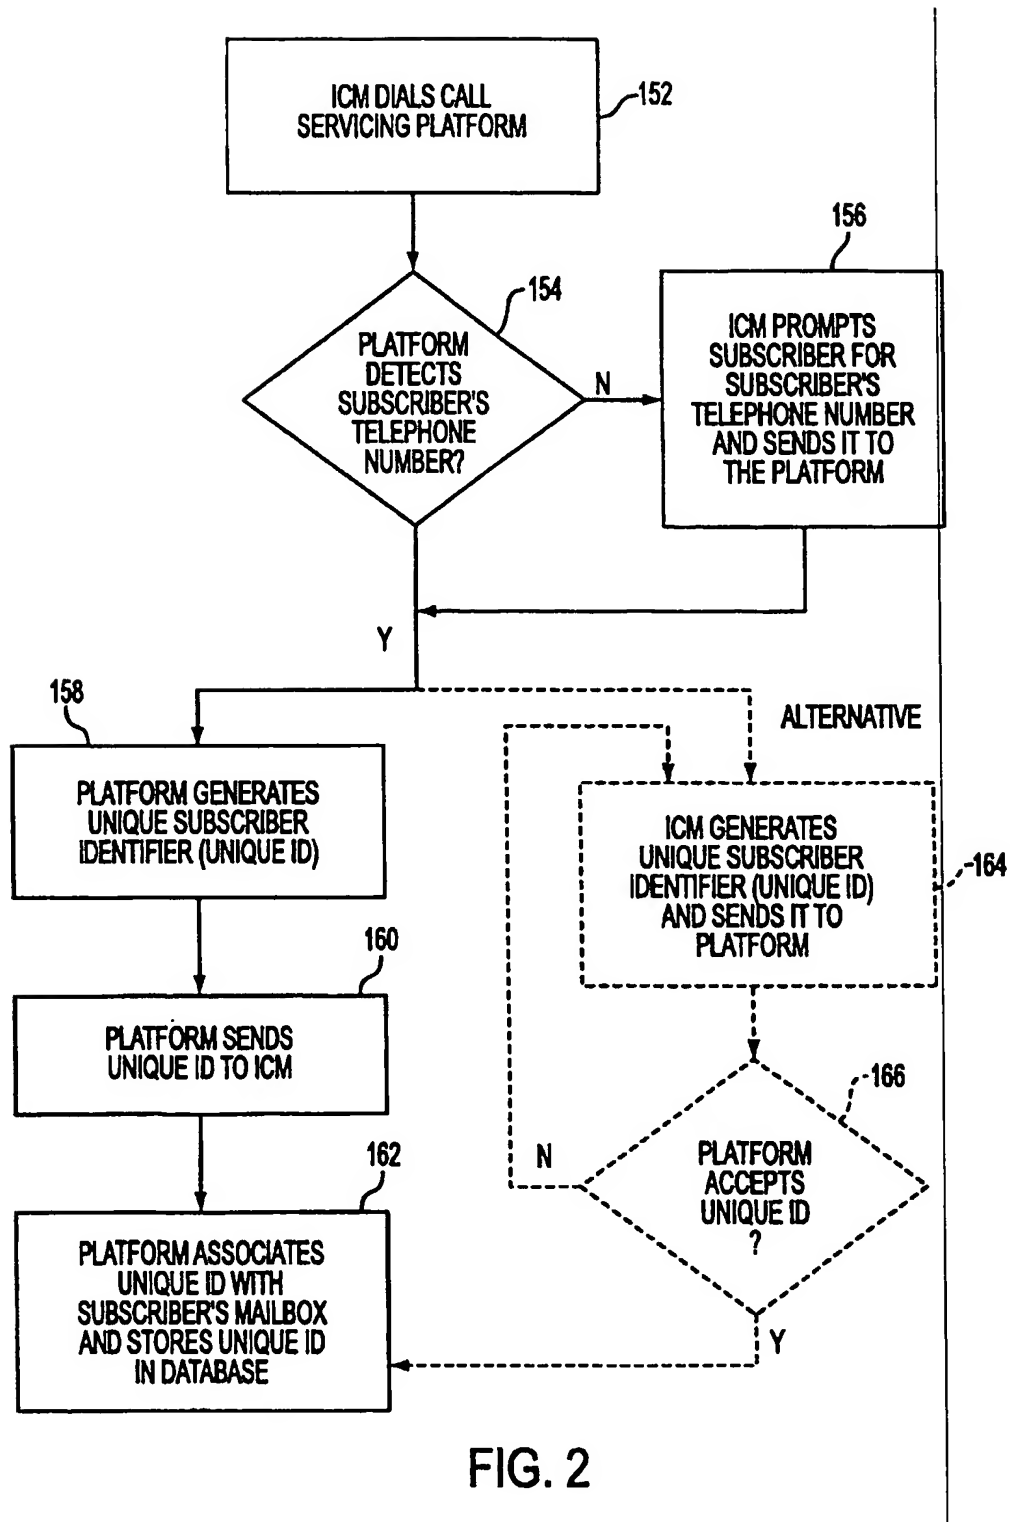 ICM DIALS CALL
SERVICING PLATFORM
152
156
154
PLATFORM
DETECTS
SUBSCRIBER'S
TELEPHONE
NUMBER?
N
ICM PROMPTS
SUBSCRIBER FOR
SUBSCRIBER'S
TELEPHONE NUMBER
AND SENDS IT TO
THE PLATFORM
Y
158
ALTERNATIVE
PLATFORM GENERATES
UNIQUE SUBSCRIBER
IDENTIFIER (UNIQUE ID)
ICM GENERATES
UNIQUE SUBSCRIBER
IDENTIFIER (UNIQUE ID)
AND SENDS IT TO
PLATFORM
164
160
PLATFORM SENDS
UNIQUE ID TO ICM
166
PLATFORM
ACCEPTS
UNIQUE ID
?
N
162
PLATFORM ASSOCIATES
UNIQUE ID WITH
SUBSCRIBER'S MAILBOX
AND STORES UNIQUE ID
IN DATABASE
Y
FIG. 2